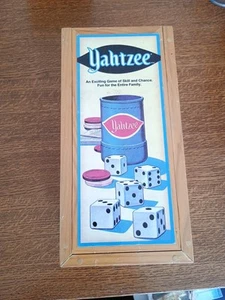 Yahtzee
An Exciting Game of Skill and Chance.
Fun for the Entire Family.
Yahtzee